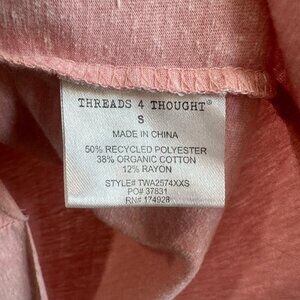 THREADS 4 THOUGHT®
S
MADE IN CHINA
50% RECYCLED POLYESTER
38% ORGANIC COTTON
12% RAYON
STYLE# TWA2574XXS
PO# 37831
RN# 174928